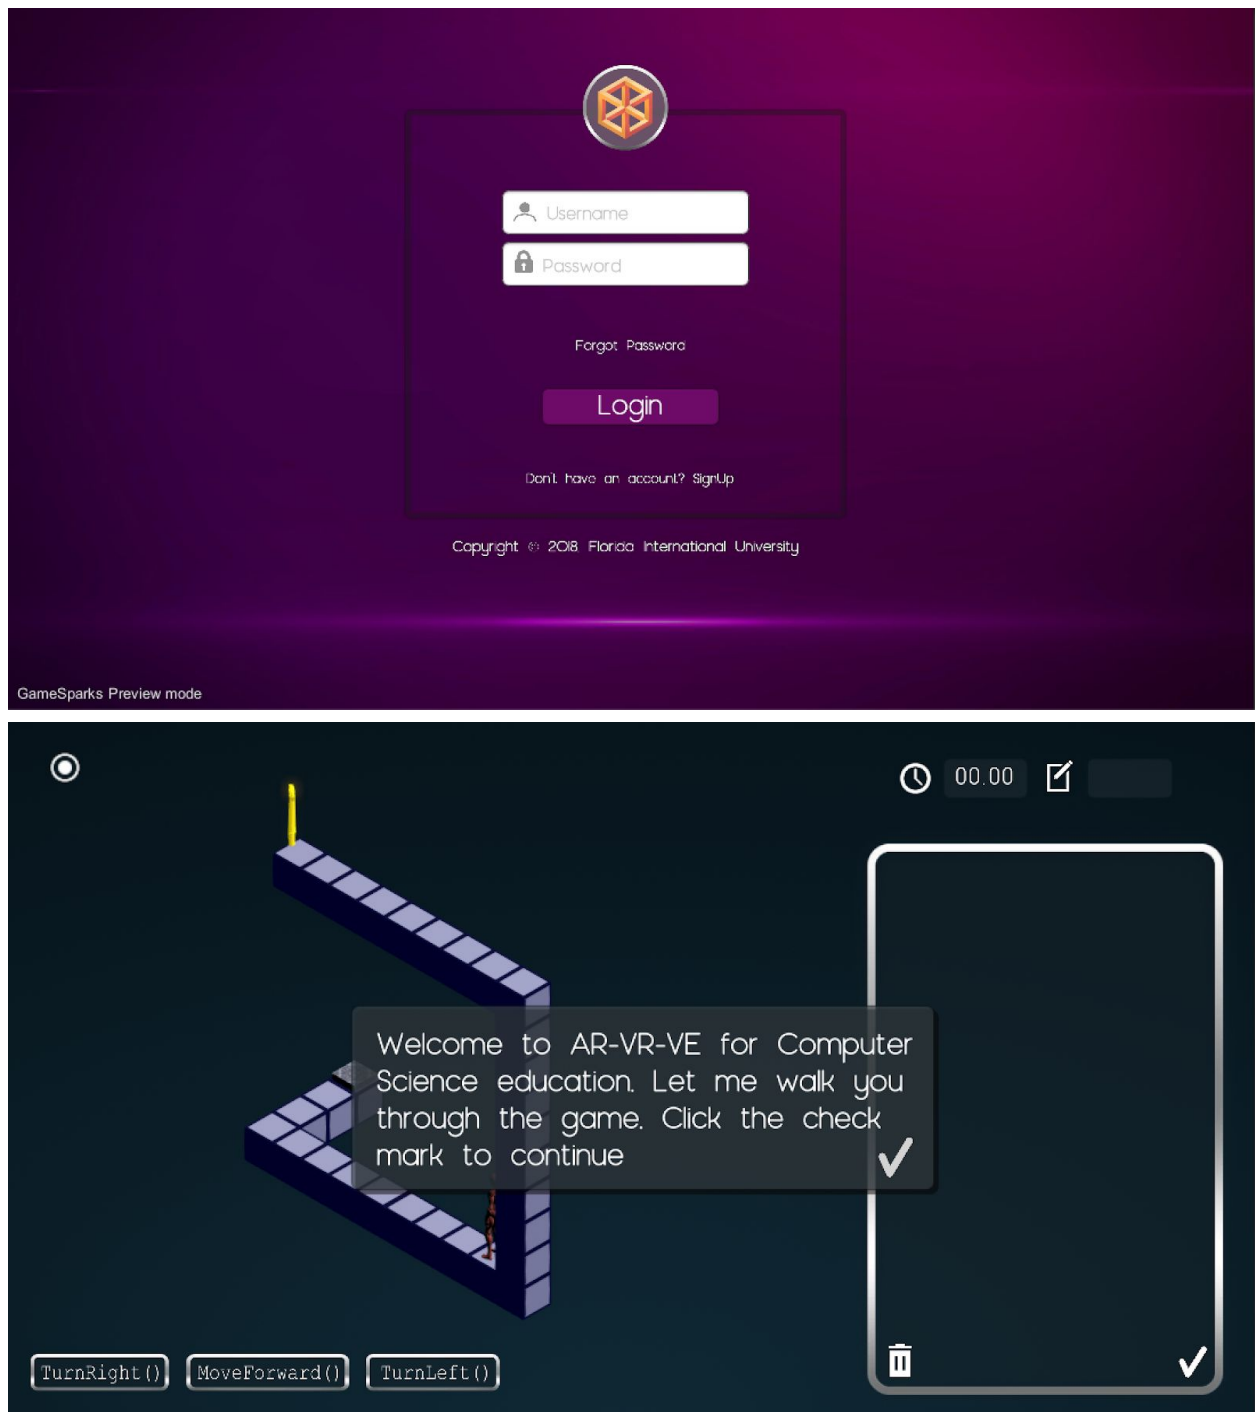 Username
Password
Forgot Password
Login
Don't have an account? SignUp
Copyright © 2018 Florida International University
GameSparks Preview mode
00.00
Welcome to AR-VR-VE for Computer
Science education. Let me walk you
through the game. Click the check
mark to continue
TurnRight() MoveForward() TurnLeft()